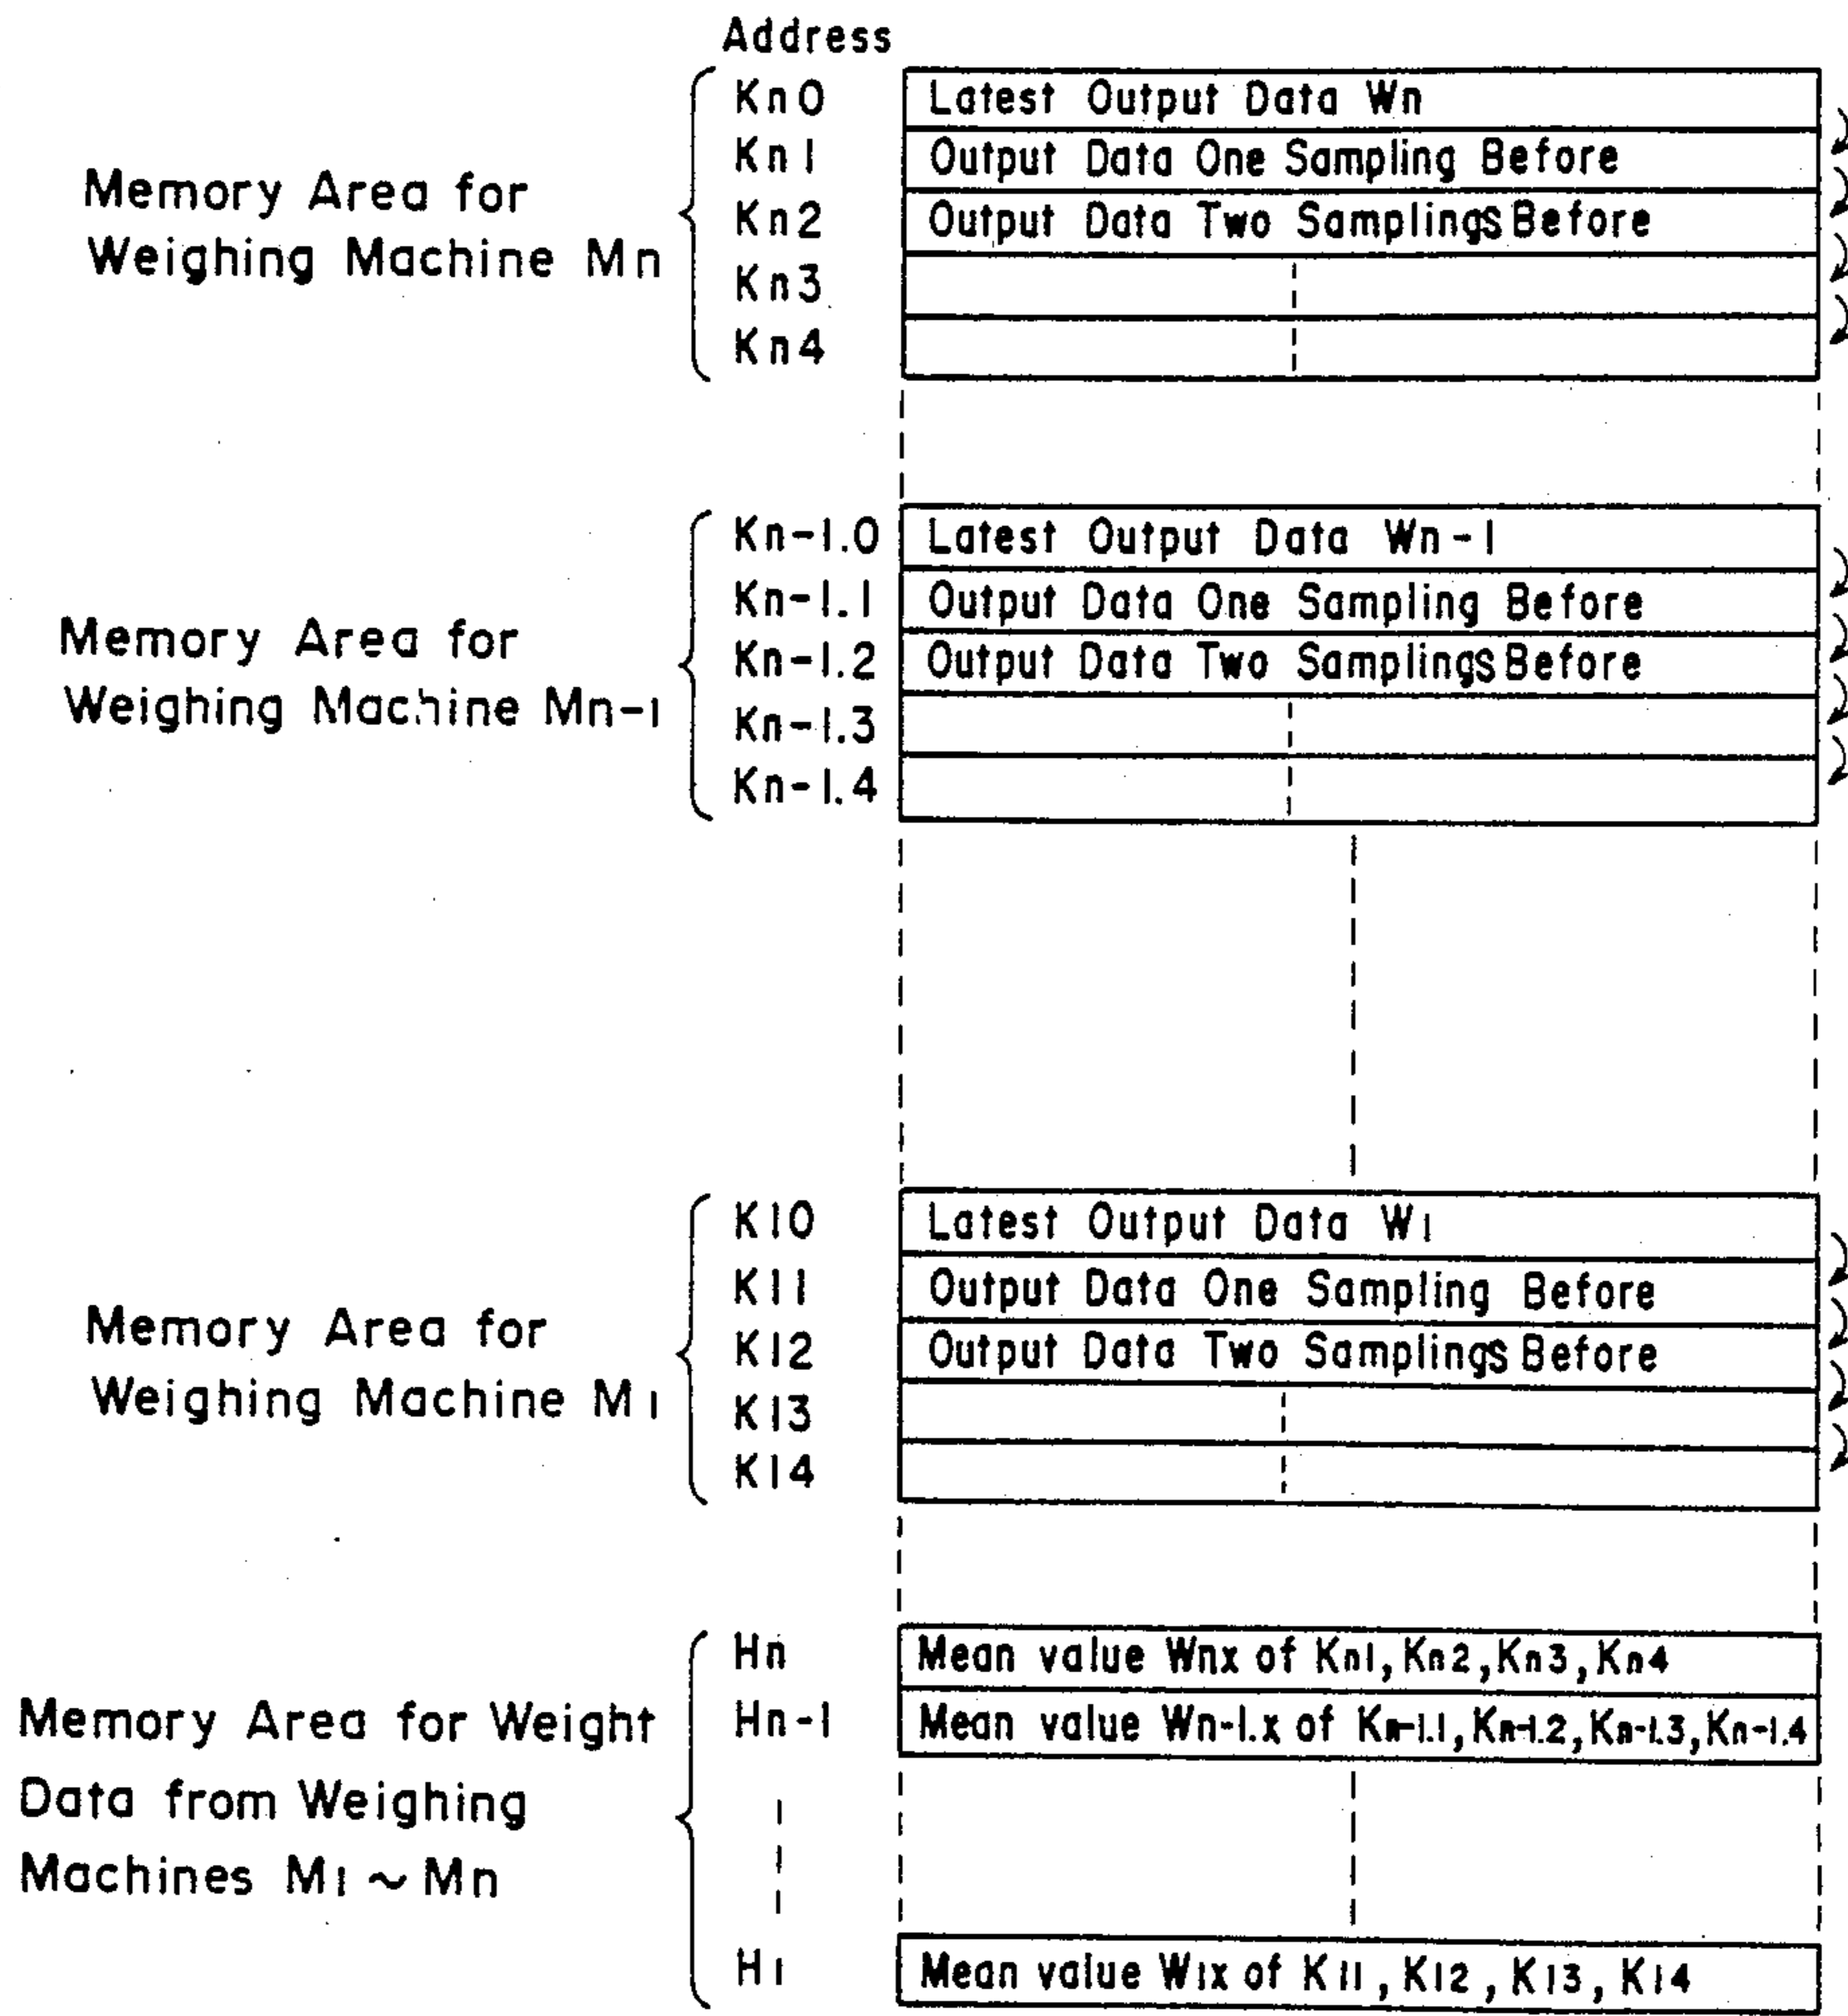 Address
Kn0 Latest Output Data Wn
Kn1 Output Data One Sampling Before
Kn2 Output Data Two Samplings Before
Kn3
Kn4
Memory Area for
Weighing Machine Mn
Kn-1.0 Latest Output Data Wn-1
Kn-1.1 Output Data One Sampling Before
Kn-1.2 Output Data Two Samplings Before
Kn-1.3
Kn-1.4
Memory Area for
Weighing Machine Mn-1
K10 Latest Output Data W1
K11 Output Data One Sampling Before
K12 Output Data Two Samplings Before
K13
K14
Memory Area for
Weighing Machine M1
Hn Mean value Wnx of Kn1, Kn2, Kn3, Kn4
Hn-1 Mean value Wn-1.x of Kn-1.1, Kn-1.2, Kn-1.3, Kn-1.4
H1 Mean value W1x of K11, K12, K13, K14
Memory Area for Weight
Data from Weighing
Machines M1 ~ Mn